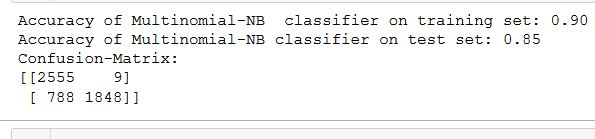 Accuracy of Multinomial-NB  classifier on training set: 0.90
Accuracy of Multinomial-NB classifier on test set: 0.85
Confusion-Matrix:
[[2555    9]
 [ 788 1848]]